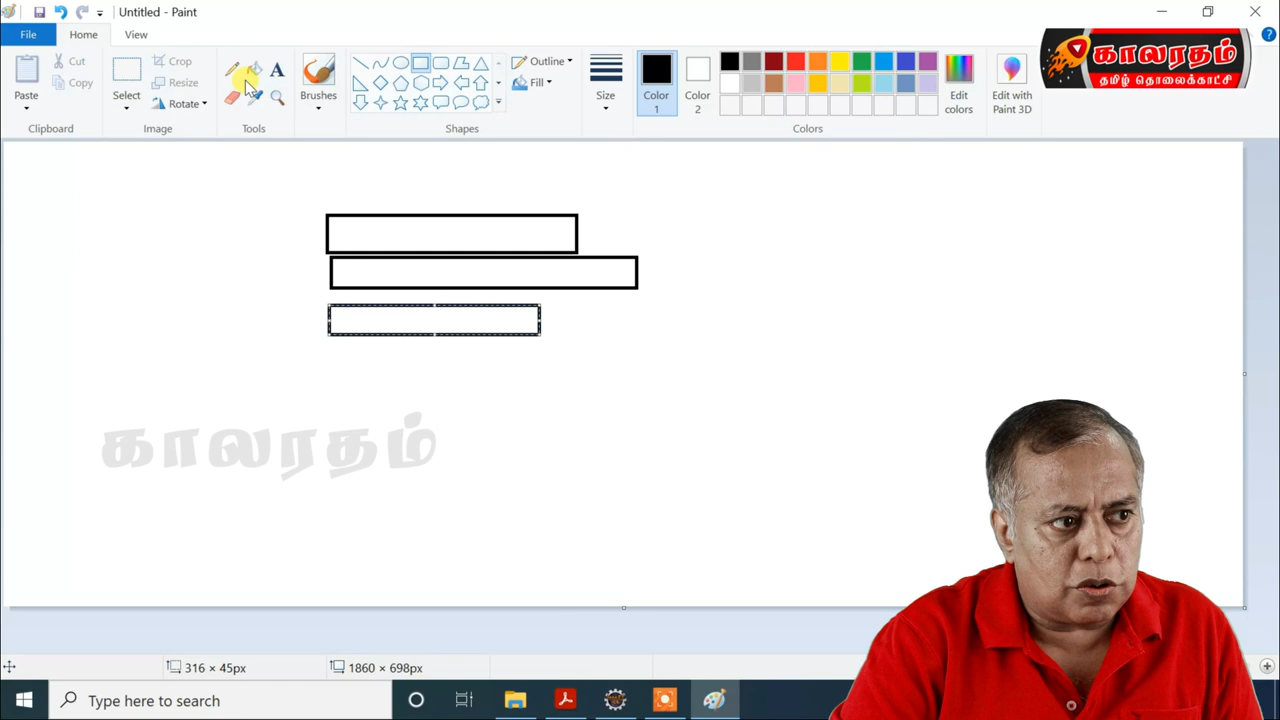 Untitled - Paint
File
Home
View
காலரதம்
தமிழ் தொலைக்காட்சி
Paste
Cut
Copy
Clipboard
Select
Crop
Resize
Rotate
Image
A
Tools
Brushes
Outline
Fill
Shapes
Size
Color
1
Color
2
Edit
colors
Colors
Edit with
Paint 3D
காலரதம்
316 × 45px
1860 × 698px
Type here to search